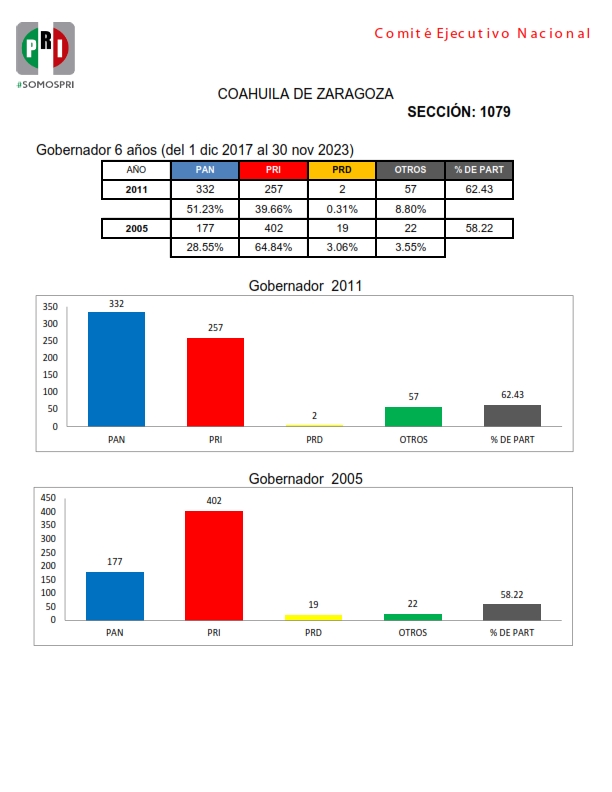 PRI
#SOMOSPRI
Comité Ejecutivo Nacional
COAHUILA DE ZARAGOZA
SECCIÓN: 1079
Gobernador 6 años (del 1 dic 2017 al 30 nov 2023)
AÑO PAN PRI PRD OTROS % DE PART
2011 332 257 2 57 62.43
51.23% 39.66% 0.31% 8.80%
2005 177 402 19 22 58.22
28.55% 64.84% 3.06% 3.55%
Gobernador 2011
350
300
250
200
150
100
50
0
332
257
2
57
62.43
PAN PRI PRD OTROS % DE PART
Gobernador 2005
450
400
350
300
250
200
150
100
50
0
177
402
19
22
58.22
PAN PRI PRD OTROS % DE PART